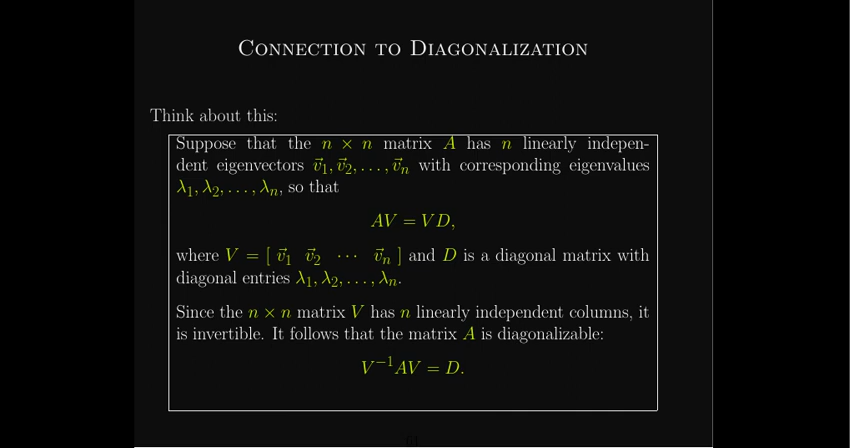 Connection to Diagonalization
Think about this:
Suppose that the n × n matrix A has n linearly indepen-
dent eigenvectors v⃗₁, v⃗₂, . . . , v⃗ₙ with corresponding eigenvalues
λ₁, λ₂, . . . , λₙ, so that
AV = VD,
where V = [ v⃗₁ v⃗₂ ⋯ v⃗ₙ ] and D is a diagonal matrix with
diagonal entries λ₁, λ₂, . . . , λₙ.
Since the n × n matrix V has n linearly independent columns, it
is invertible. It follows that the matrix A is diagonalizable:
V⁻¹AV = D.